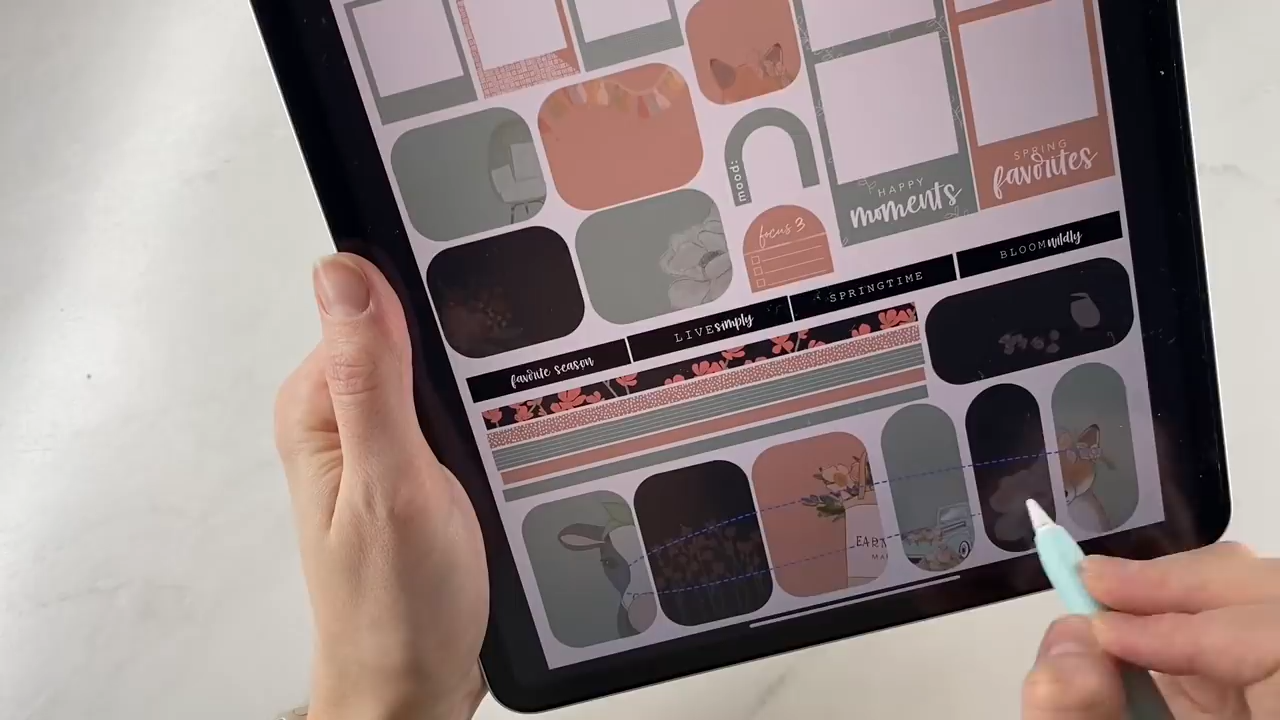 SPRING
favorites
HAPPY
moments
mood:
focus 3
BLOOMwildly
SPRINGTIME
LIVEsimply
favorite season